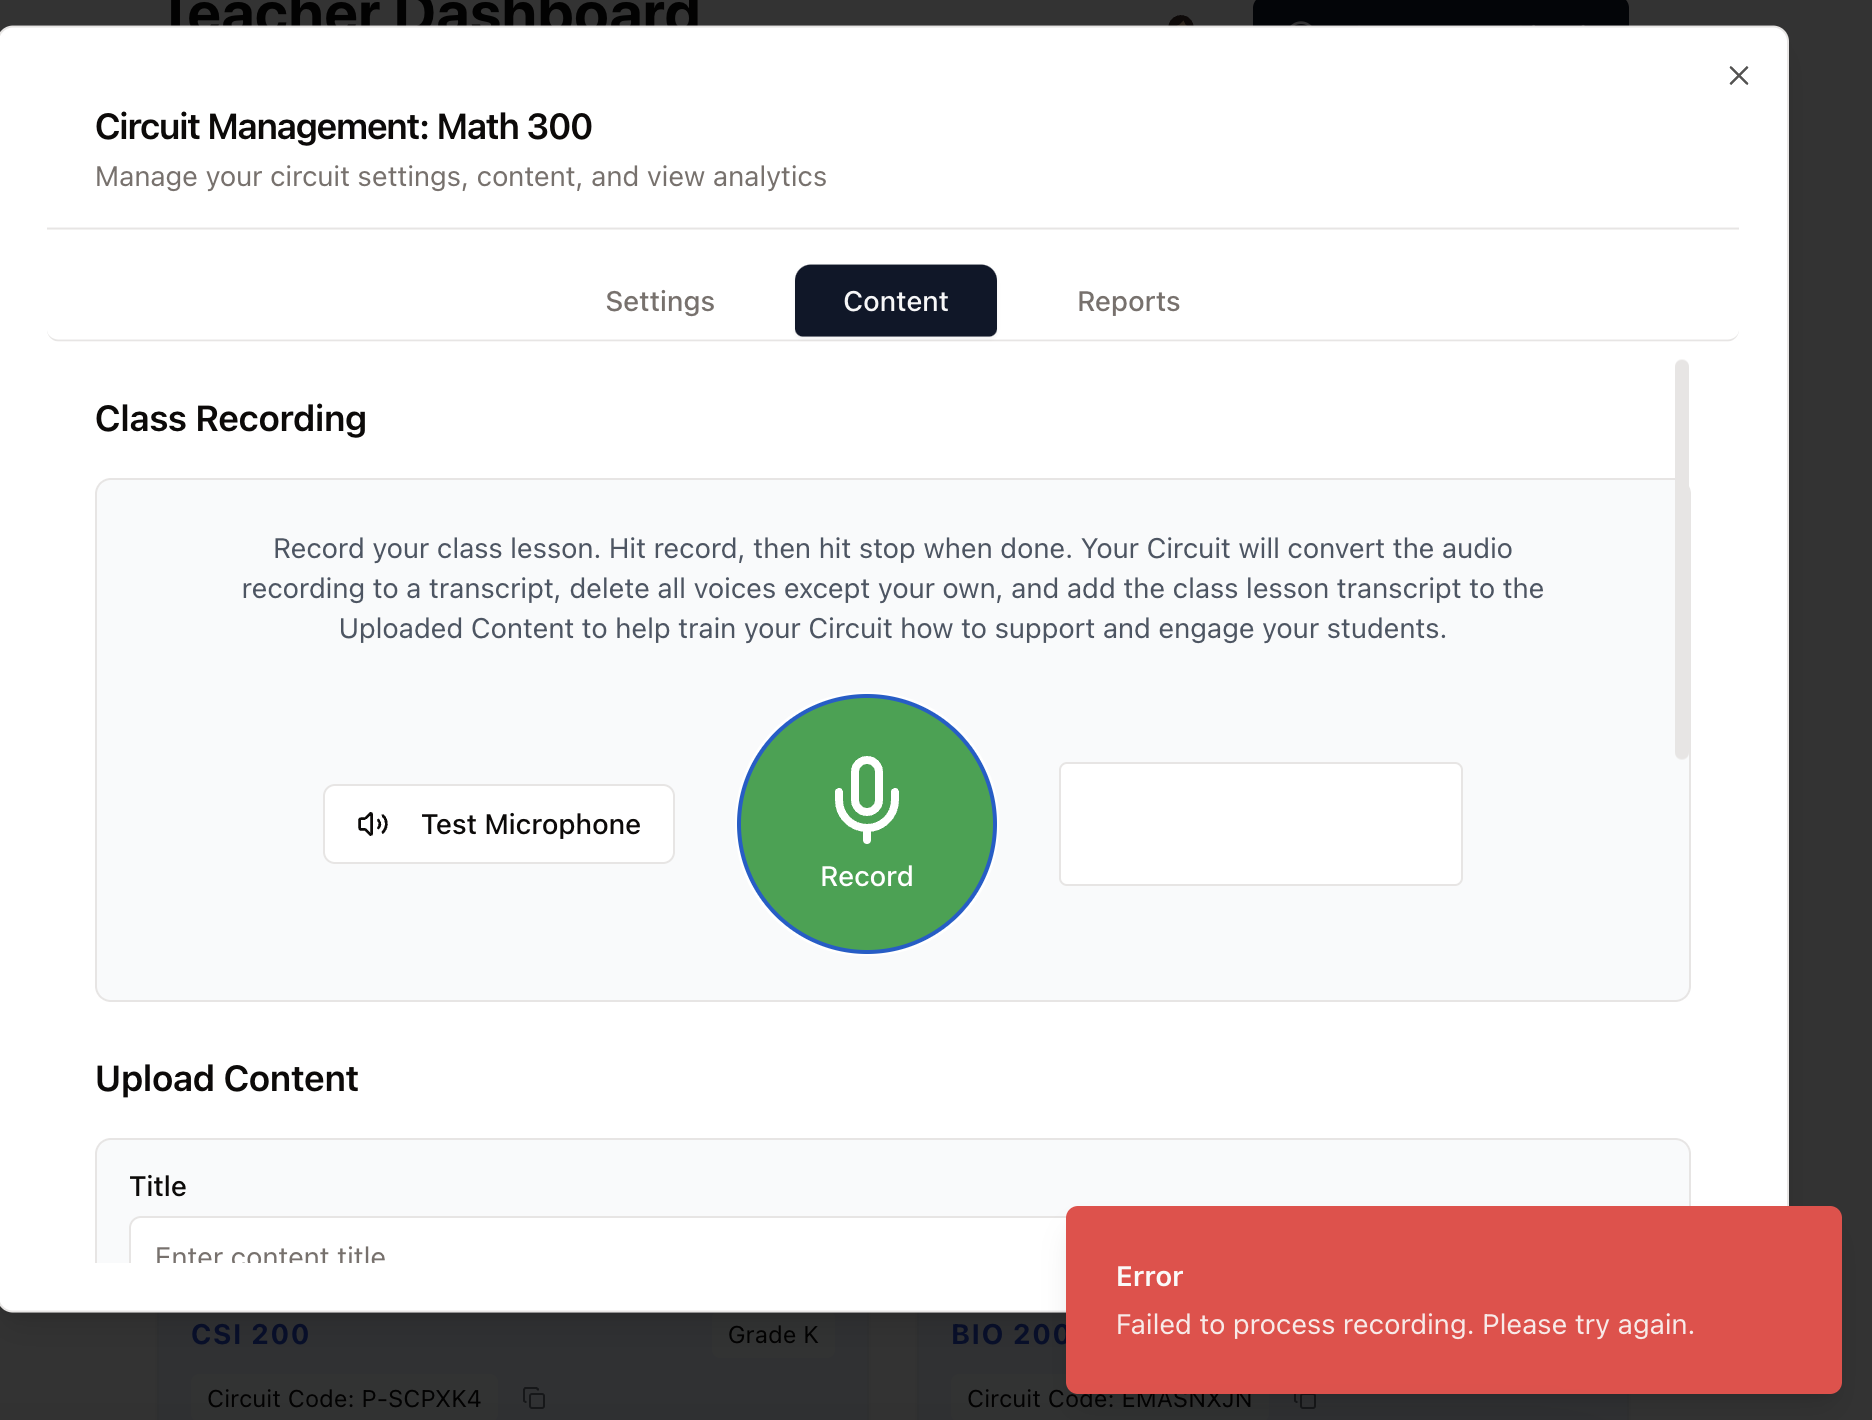 Teacher Dashboard
Circuit Management: Math 300
Manage your circuit settings, content, and view analytics
Settings
Content
Reports
Class Recording
Record your class lesson. Hit record, then hit stop when done. Your Circuit will convert the audio
recording to a transcript, delete all voices except your own, and add the class lesson transcript to the
Uploaded Content to help train your Circuit how to support and engage your students.
Test Microphone
Record
Upload Content
Title
Enter content title
Error
Failed to process recording. Please try again.
CSI 200
Grade K
BIO 200
Circuit Code: P-SCPXK4
Circuit Code: EMASNXJN